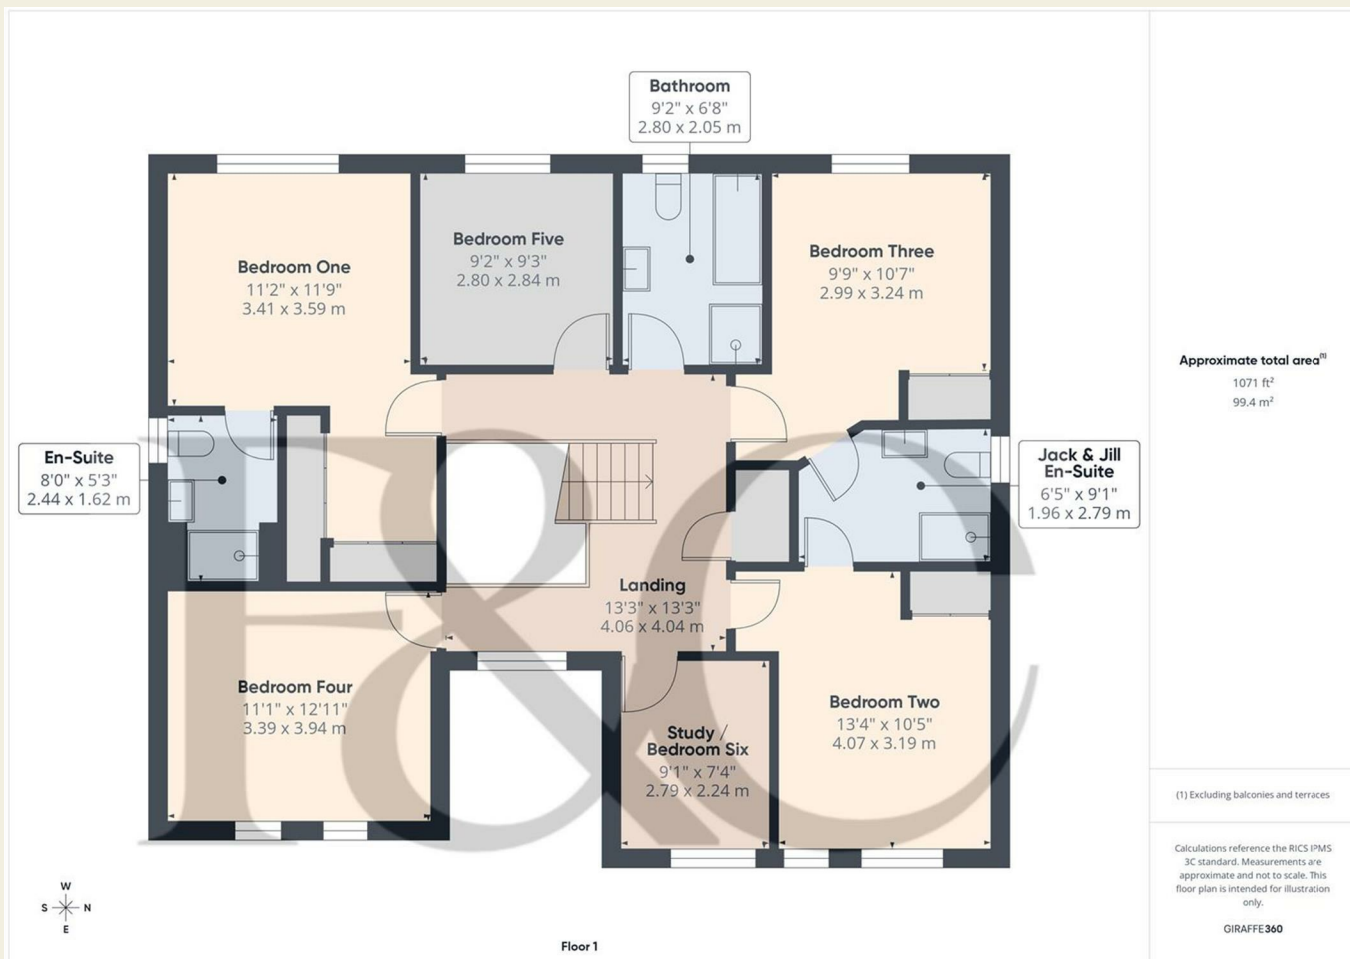 Bathroom
9'2" x 6'8"
2.80 x 2.05 m
Bedroom One
11'2" x 11'9"
3.41 x 3.59 m
Bedroom Five
9'2" x 9'3"
2.80 x 2.84 m
Bedroom Three
9'9" x 10'7"
2.99 x 3.24 m
Approximate total area(1)
1071 ft²
99.4 m²
En-Suite
8'0" x 5'3"
2.44 x 1.62 m
Jack & Jill
En-Suite
6'5" x 9'1"
1.96 x 2.79 m
Landing
13'3" x 13'3"
4.06 x 4.04 m
Bedroom Four
11'1" x 12'11"
3.39 x 3.94 m
Study /
Bedroom Six
9'1" x 7'4"
2.79 x 2.24 m
Bedroom Two
13'4" x 10'5"
4.07 x 3.19 m
F&C
(1) Excluding balconies and terraces
Calculations reference the RICS IPMS
3C standard. Measurements are
approximate and not to scale. This
floor plan is intended for illustration
only.
GIRAFFE360
W
S N
E
Floor 1